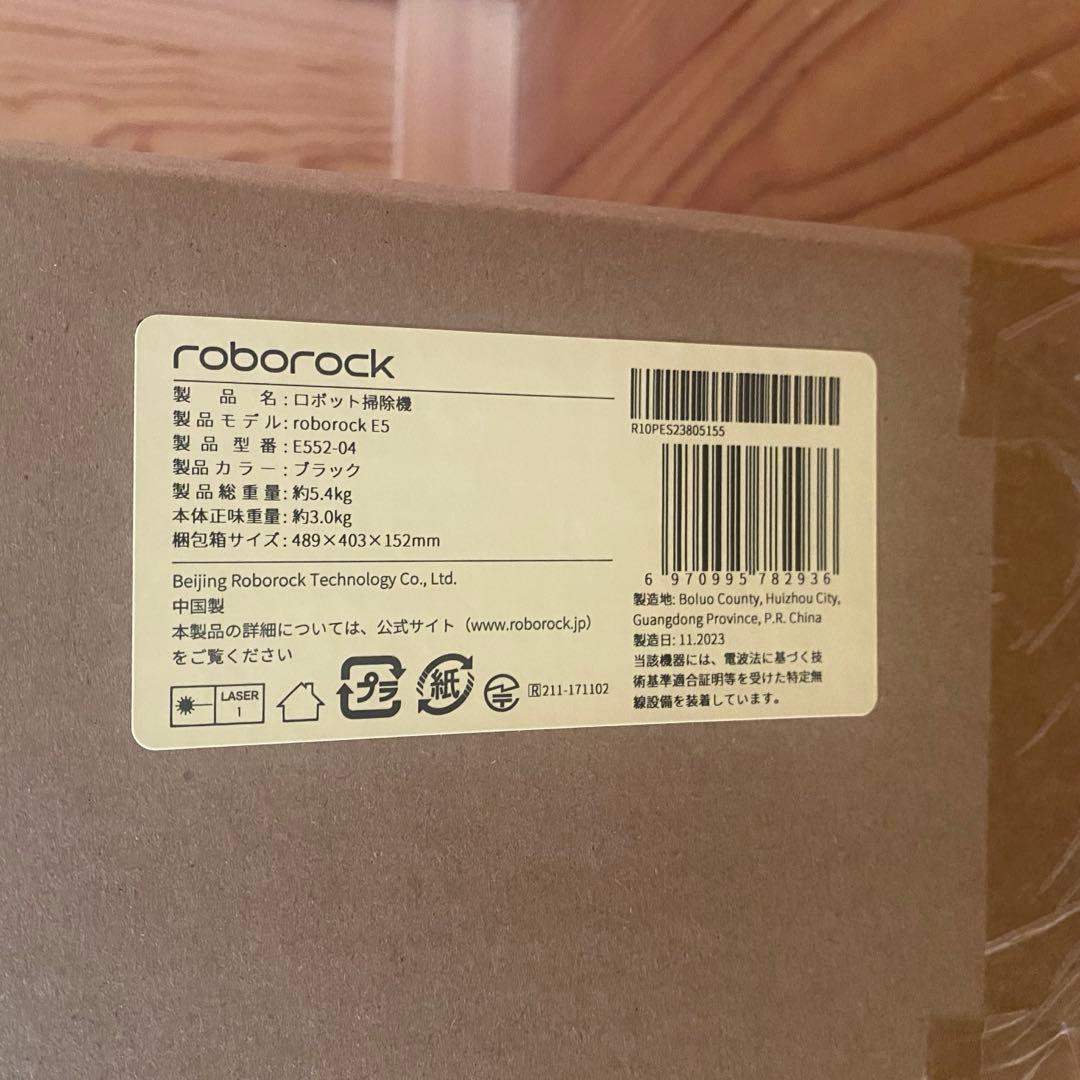 roborock
製品名:ロボット掃除機
製品モデル:roborock E5
製品型番:E552-04
製品カラー:ブラック
製品総重量:約5.4kg
本体正味重量:約3.0kg
梱包箱サイズ:489×403×152mm
Beijing Roborock Technology Co., Ltd.
中国製
本製品の詳細については、公式サイト（www.roborock.jp）
をご覧ください
LASER
1
プラ
紙
R 211-171102
R10PES23805155
6 970995 782936
製造地: Boluo County, Huizhou City,
Guangdong Province, P.R. China
製造日: 11.2023
当該機器には、電波法に基づく技
術基準適合証明等を受けた特定無
線設備を装着しています。